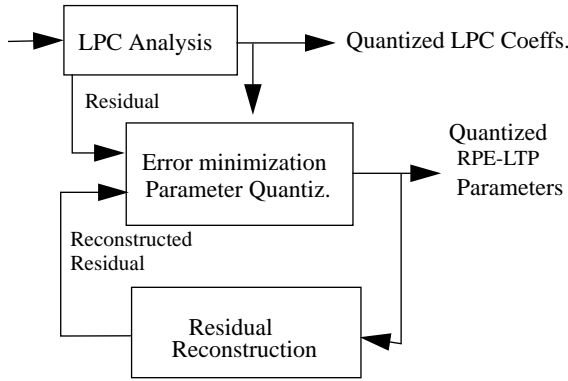 LPC Analysis
Quantized LPC Coeffs.
Residual
Error minimization
Parameter Quantiz.
Quantized
RPE-LTP
Parameters
Reconstructed
Residual
Residual
Reconstruction